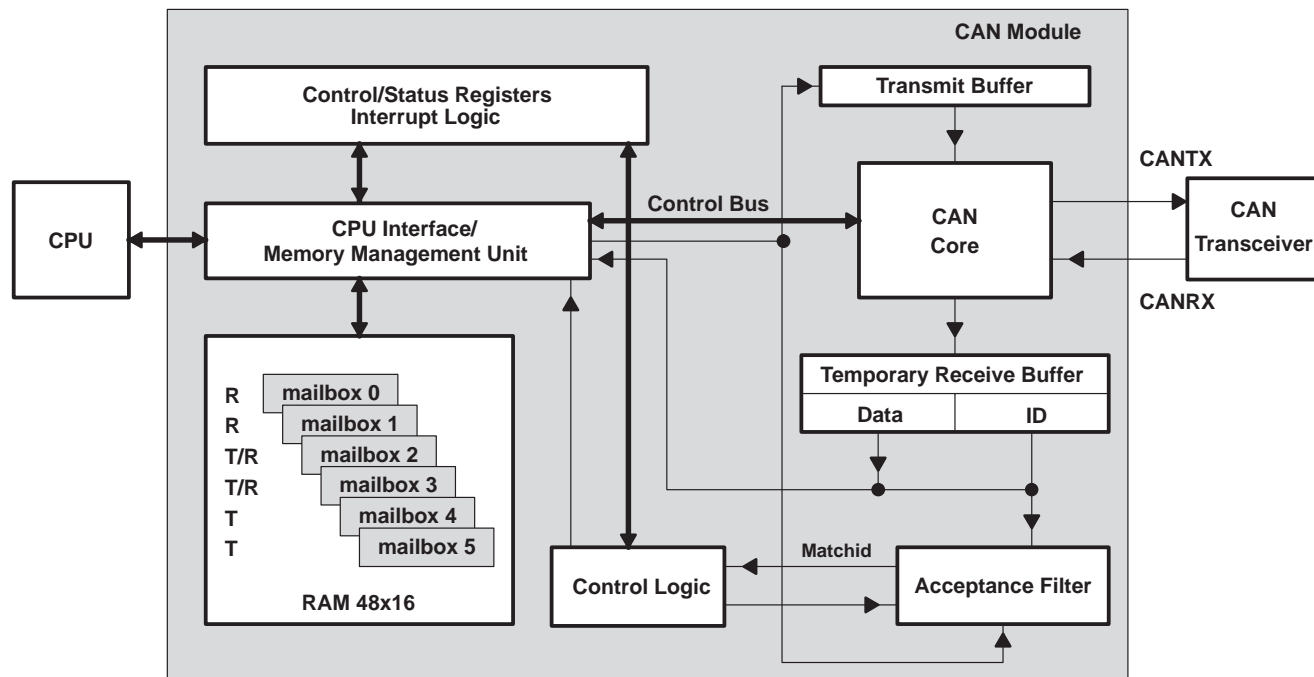 CAN Module
Control/Status Registers
Interrupt Logic
Transmit Buffer
CANTX
CPU
CPU Interface/
Memory Management Unit
Control Bus
CAN
Core
CAN
Transceiver
CANRX
R mailbox 0
R mailbox 1
T/R mailbox 2
T/R mailbox 3
T mailbox 4
T mailbox 5
RAM 48x16
Temporary Receive Buffer
Data ID
Matchid
Control Logic
Acceptance Filter